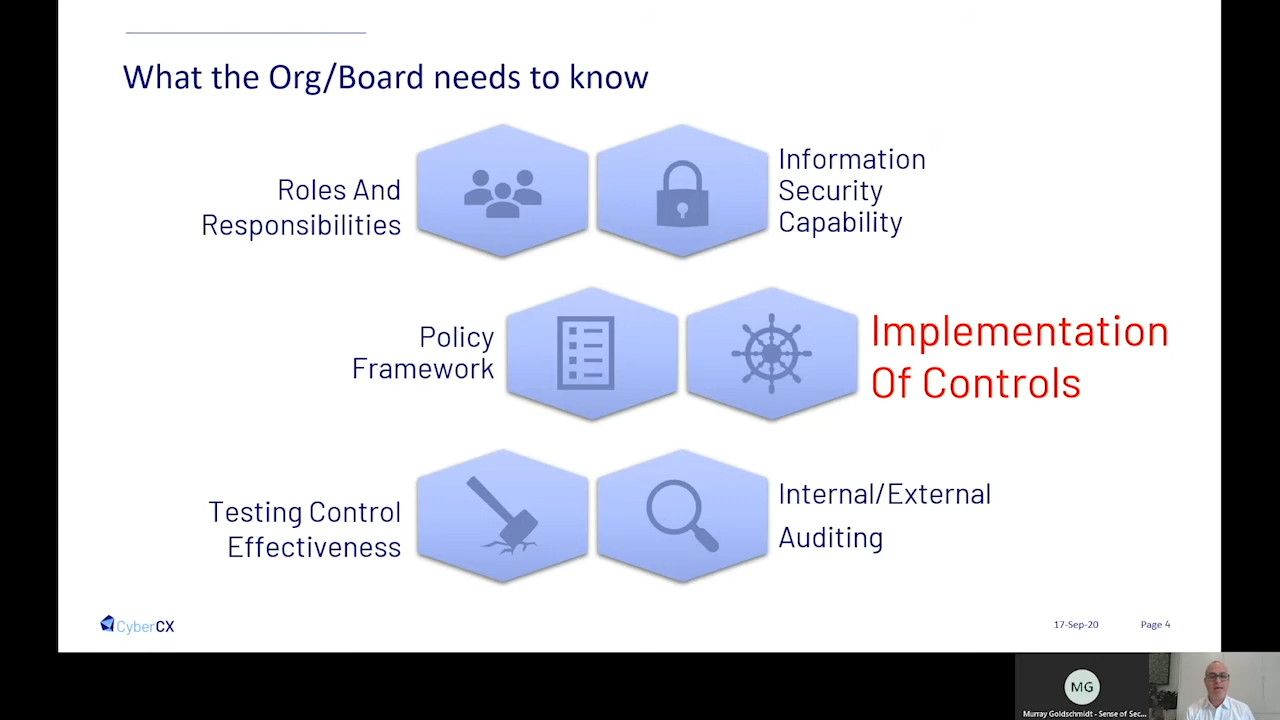 What the Org/Board needs to know
Roles And
Responsibilities
Information
Security
Capability
Policy
Framework
Implementation
Of Controls
Testing Control
Effectiveness
Internal/External
Auditing
CyberCX
17-Sep-20
Page 4
MG
Murray Goldschmidt - Sense of Sec...